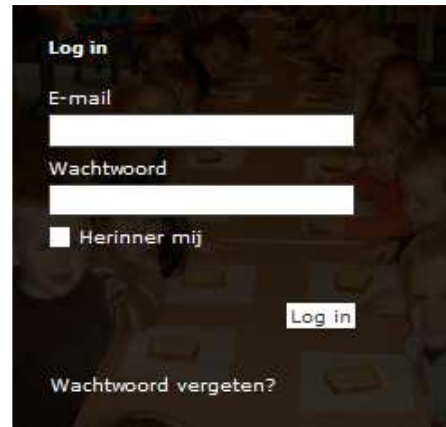 Log in
E-mail
Wachtwoord
Herinner mij
Log in
Wachtwoord vergeten?